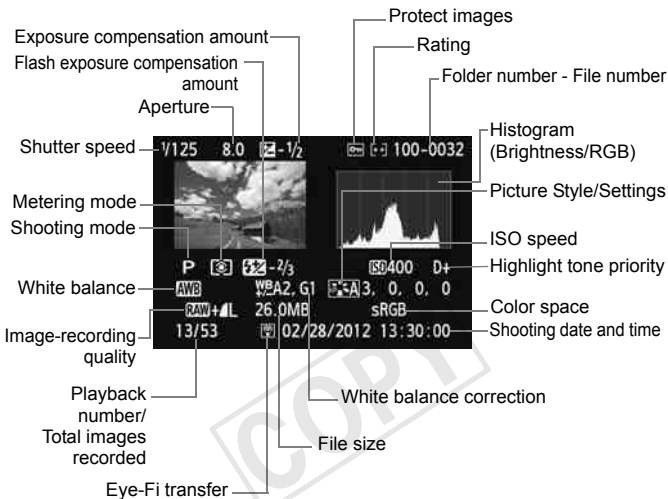 Protect images
Exposure compensation amount
Rating
Flash exposure compensation
amount
Folder number - File number
Aperture
Histogram
(Brightness/RGB)
Shutter speed
1/125 8.0 -1/2 100-0032
Picture Style/Settings
Metering mode
Shooting mode
ISO speed
P -2/3 ISO 400 D+
Highlight tone priority
White balance
AWB WB+/-A2, G1 A 3, 0, 0, 0
RAW+L 26.0MB sRGB
Color space
Image-recording
quality
13/53 02/28/2012 13:30:00
Shooting date and time
Playback
number/
Total images
recorded
White balance correction
File size
Eye-Fi transfer
COPY